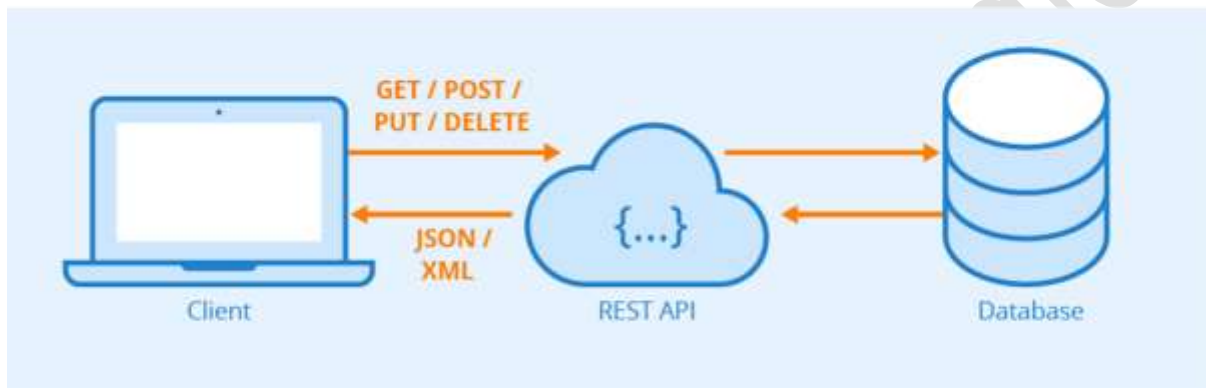 GET / POST /
PUT / DELETE
{...}
JSON /
XML
Client
REST API
Database